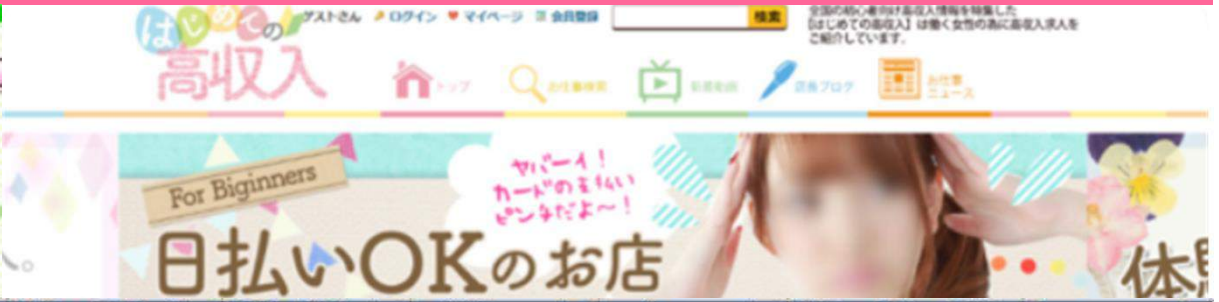 はじめての
高収入
ゲストさん ログイン マイページ 会員登録
検索
全国の初心者向け高収入情報を特集した
【はじめての高収入】は働く女性の為に高収入求人を
ご紹介しています。
トップ
お仕事検索
新着動画
店長ブログ
お仕事
ニュース
For Biginners
ヤバーイ!
カードの支払い
ピンチだよ〜!
日払いOKのお店